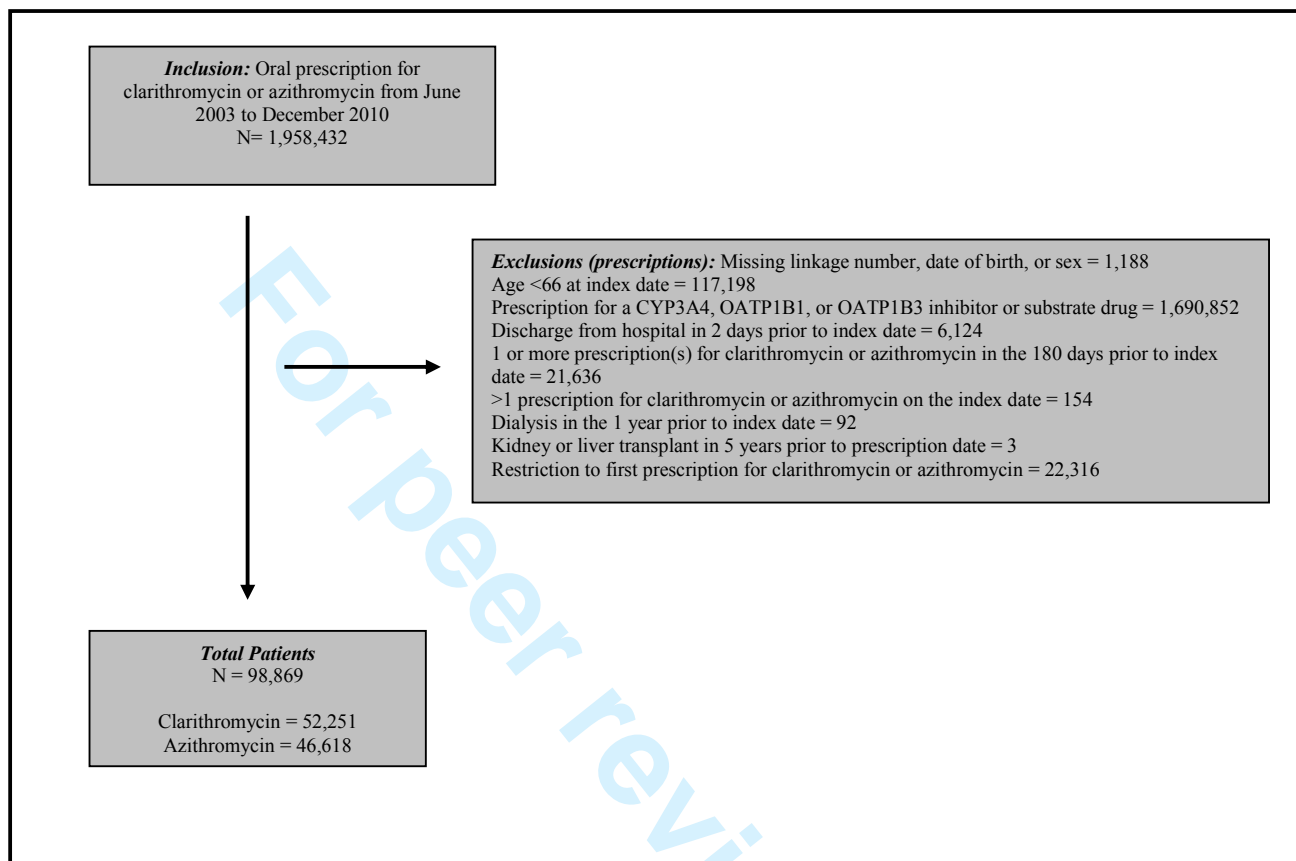 Inclusion: Oral prescription for
clarithromycin or azithromycin from June
2003 to December 2010
N= 1,958,432
Exclusions (prescriptions): Missing linkage number, date of birth, or sex = 1,188
Age <66 at index date = 117,198
Prescription for a CYP3A4, OATP1B1, or OATP1B3 inhibitor or substrate drug = 1,690,852
Discharge from hospital in 2 days prior to index date = 6,124
1 or more prescription(s) for clarithromycin or azithromycin in the 180 days prior to index
date = 21,636
>1 prescription for clarithromycin or azithromycin on the index date = 154
Dialysis in the 1 year prior to index date = 92
Kidney or liver transplant in 5 years prior to prescription date = 3
Restriction to first prescription for clarithromycin or azithromycin = 22,316
Total Patients
N = 98,869
Clarithromycin = 52,251
Azithromycin = 46,618
For peer revi